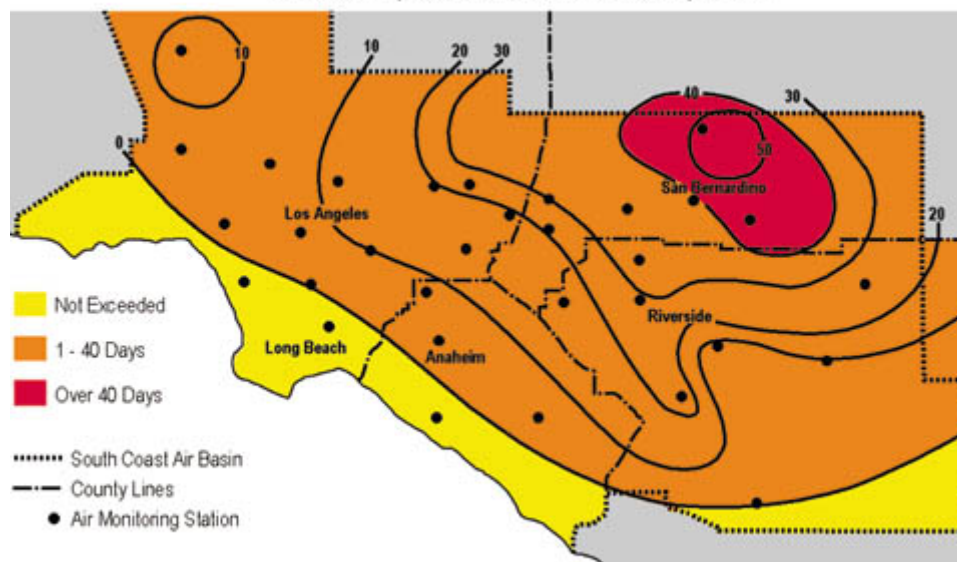 10
10
20
30
40
30
50
0
San Bernardino
Los Angeles
20
Not Exceeded
Riverside
Long Beach
Anaheim
1 - 40 Days
Over 40 Days
South Coast Air Basin
County Lines
Air Monitoring Station